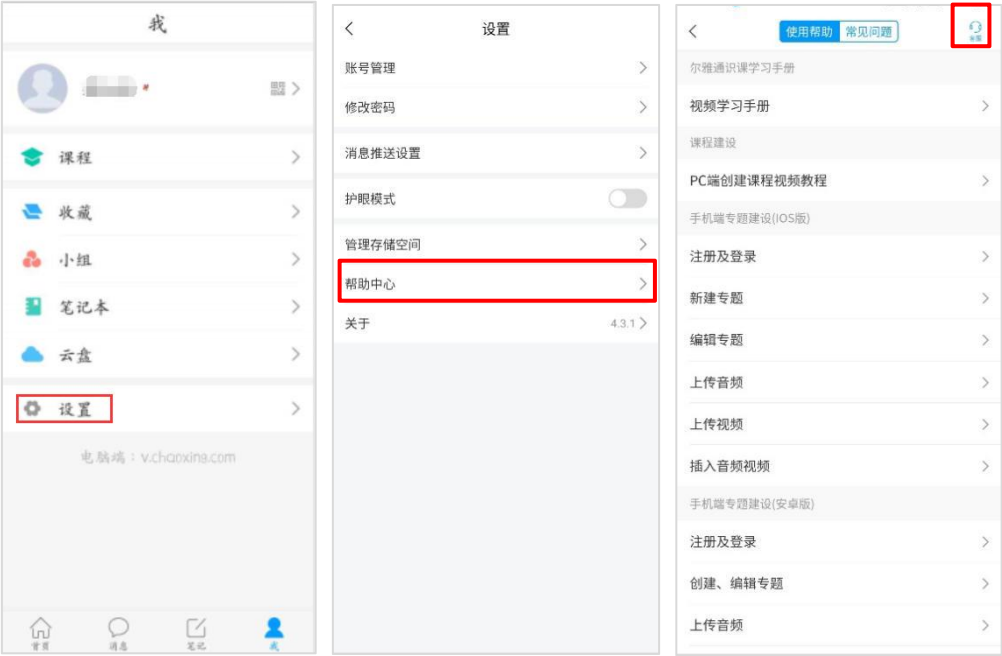 我
课程
收藏
小组
笔记本
云盘
设置
电脑端：v.chaoxing.com
首页
消息
笔记
我
设置
账号管理
修改密码
消息推送设置
护眼模式
管理存储空间
帮助中心
关于 4.3.1
使用帮助 常见问题
客服
尔雅通识课学习手册
视频学习手册
课程建设
PC端创建课程视频教程
手机端专题建设(IOS版)
注册及登录
新建专题
编辑专题
上传音频
上传视频
插入音频视频
手机端专题建设(安卓版)
注册及登录
创建、编辑专题
上传音频